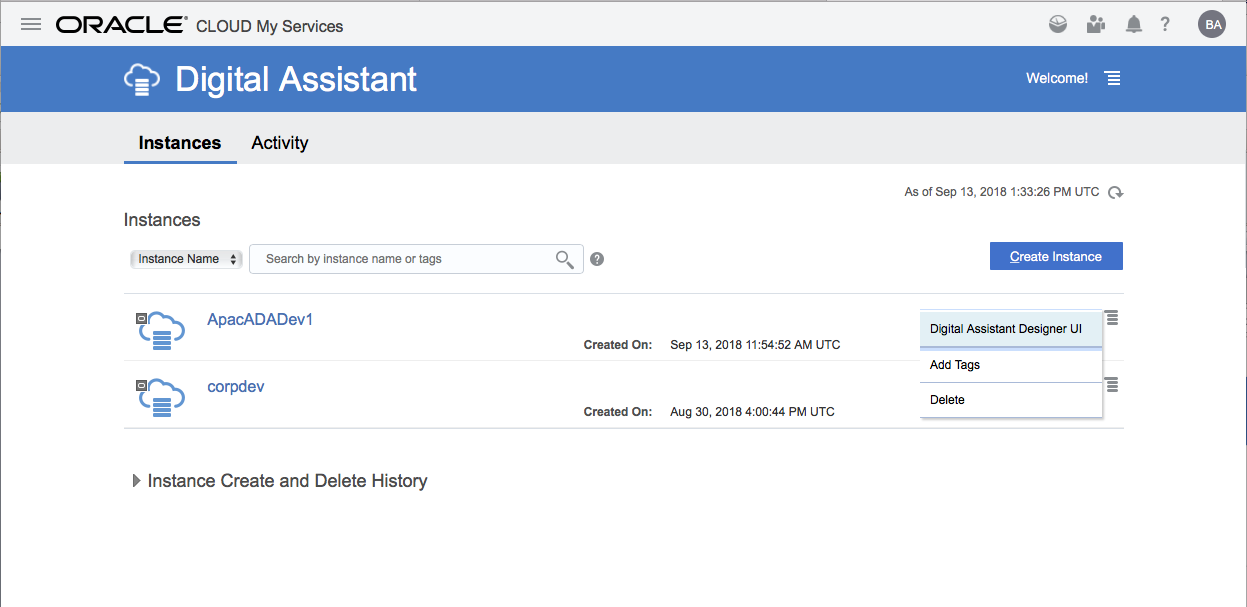 ORACLE® CLOUD My Services
BA
Digital Assistant
Welcome!
Instances
Activity
As of Sep 13, 2018 1:33:26 PM UTC
Instances
Instance Name
Search by instance name or tags
?
Create Instance
ApacADADev1
Created On: Sep 13, 2018 11:54:52 AM UTC
Digital Assistant Designer UI
Add Tags
Delete
corpdev
Created On: Aug 30, 2018 4:00:44 PM UTC
Instance Create and Delete History